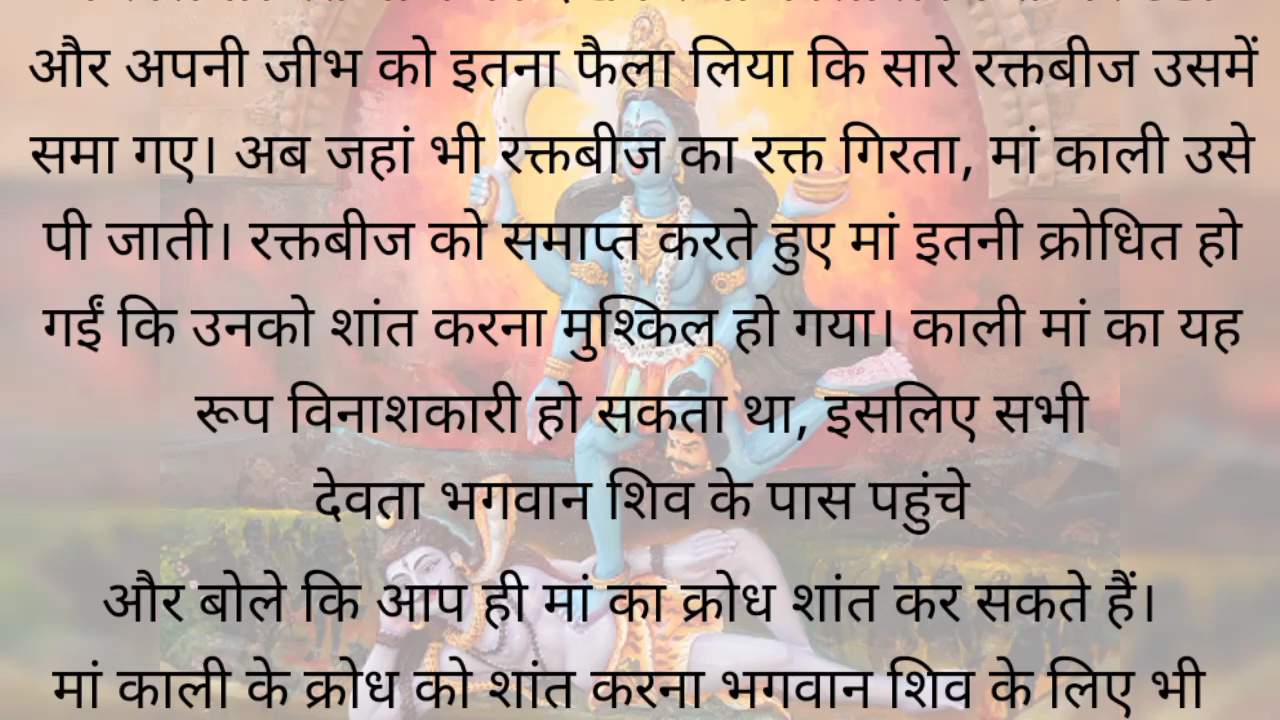 और अपनी जीभ को इतना फैला लिया कि सारे रक्तबीज उसमें
समा गए। अब जहां भी रक्तबीज का रक्त गिरता, मां काली उसे
पी जाती। रक्तबीज को समाप्त करते हुए मां इतनी क्रोधित हो
गईं कि उनको शांत करना मुश्किल हो गया। काली मां का यह
रूप विनाशकारी हो सकता था, इसलिए सभी
देवता भगवान शिव के पास पहुंचे
और बोले कि आप ही मां का क्रोध शांत कर सकते हैं।
मां काली के क्रोध को शांत करना भगवान शिव के लिए भी